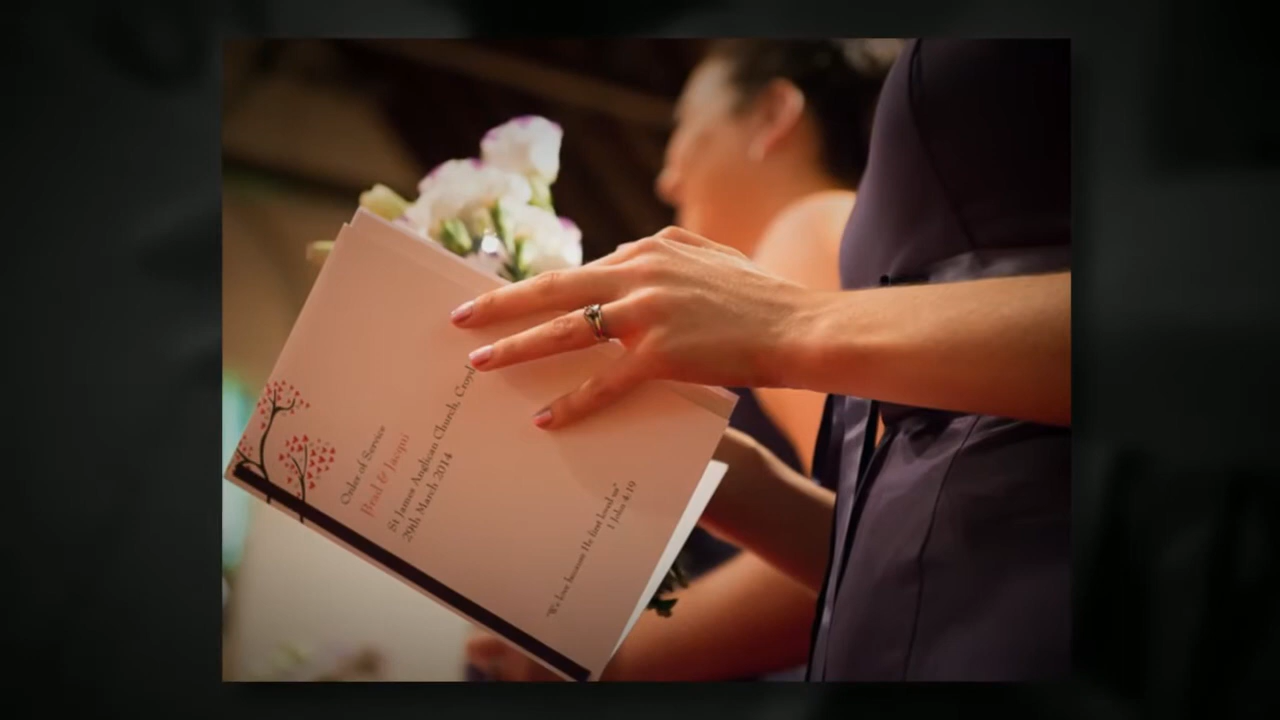 Order of Service
Brad & Jacqui
St James Anglican Church, Croyd
29th March 2014
"We love because He first loved us"
1 John 4:19